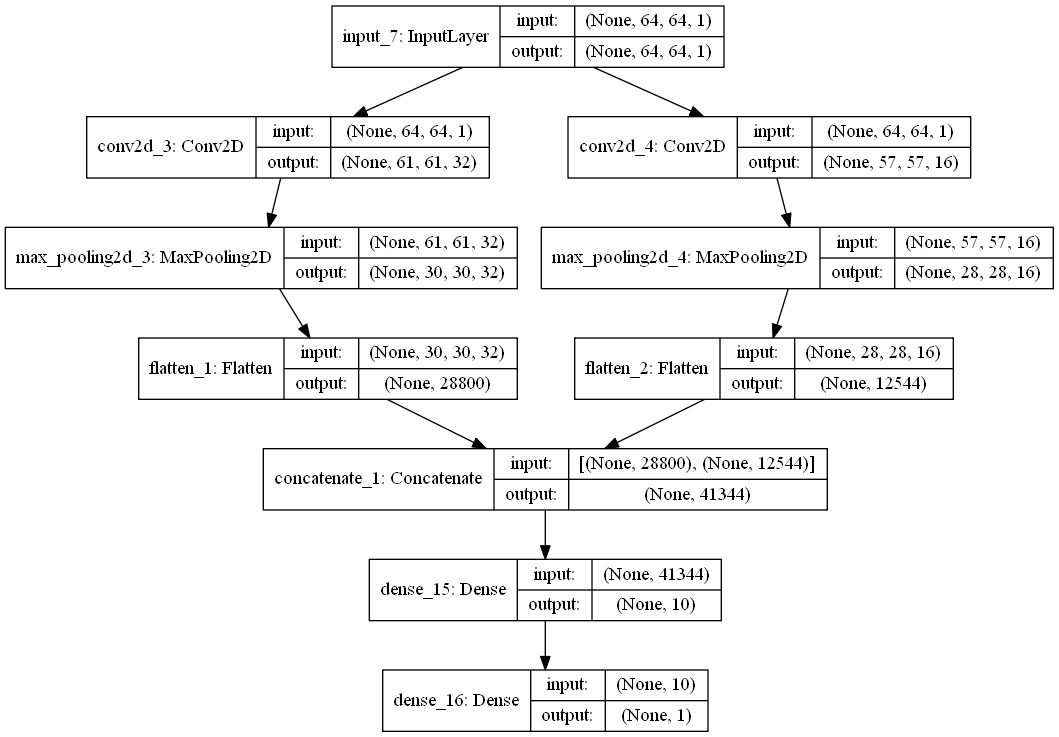 input_7: InputLayer
input: (None, 64, 64, 1)
output: (None, 64, 64, 1)
conv2d_3: Conv2D
input: (None, 64, 64, 1)
output: (None, 61, 61, 32)
conv2d_4: Conv2D
input: (None, 64, 64, 1)
output: (None, 57, 57, 16)
max_pooling2d_3: MaxPooling2D
input: (None, 61, 61, 32)
output: (None, 30, 30, 32)
max_pooling2d_4: MaxPooling2D
input: (None, 57, 57, 16)
output: (None, 28, 28, 16)
flatten_1: Flatten
input: (None, 30, 30, 32)
output: (None, 28800)
flatten_2: Flatten
input: (None, 28, 28, 16)
output: (None, 12544)
concatenate_1: Concatenate
input: [(None, 28800), (None, 12544)]
output: (None, 41344)
dense_15: Dense
input: (None, 41344)
output: (None, 10)
dense_16: Dense
input: (None, 10)
output: (None, 1)